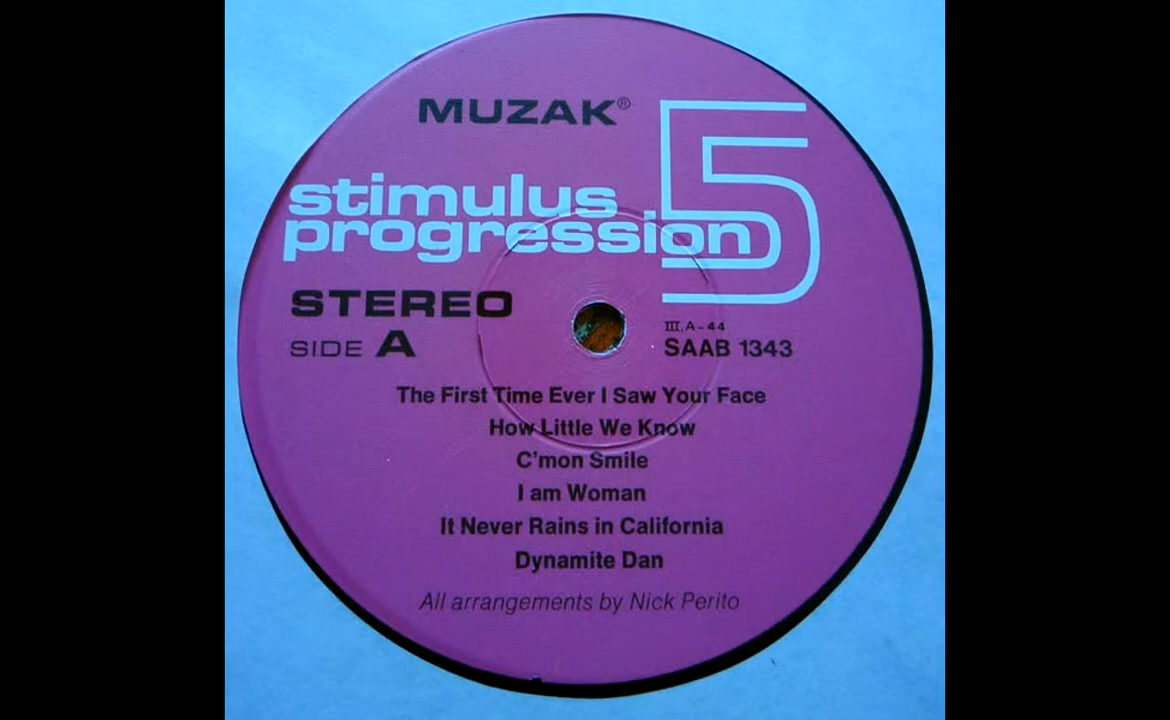 MUZAK®
5
stimulus
progression
STEREO
SIDE A
III.A-44
SAAB 1343
The First Time Ever I Saw Your Face
How Little We Know
C'mon Smile
I am Woman
It Never Rains in California
Dynamite Dan
All arrangements by Nick Perito